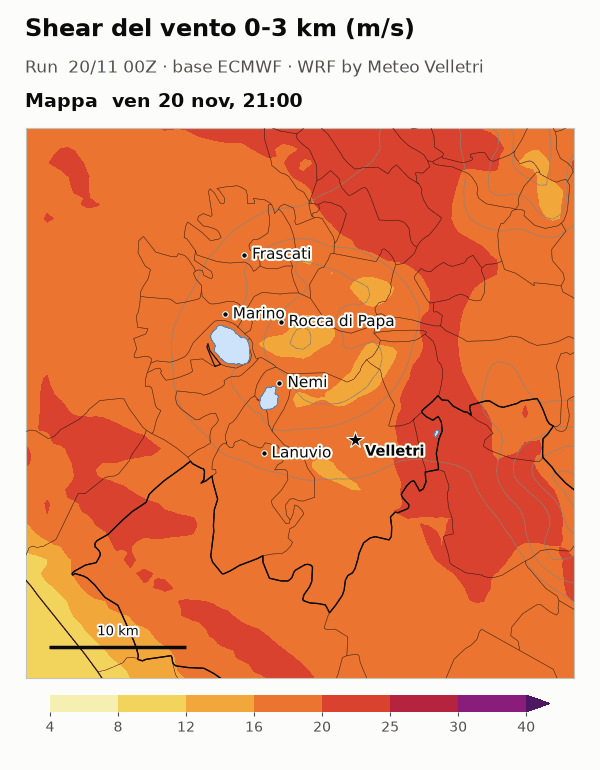 Shear del vento 0-3 km (m/s)
Run 20/11 00Z · base ECMWF · WRF by Meteo Velletri
Mappa ven 20 nov, 21:00
Frascati
Marino
Rocca di Papa
Nemi
Velletri
Lanuvio
10 km
4 8 12 16 20 25 30 40